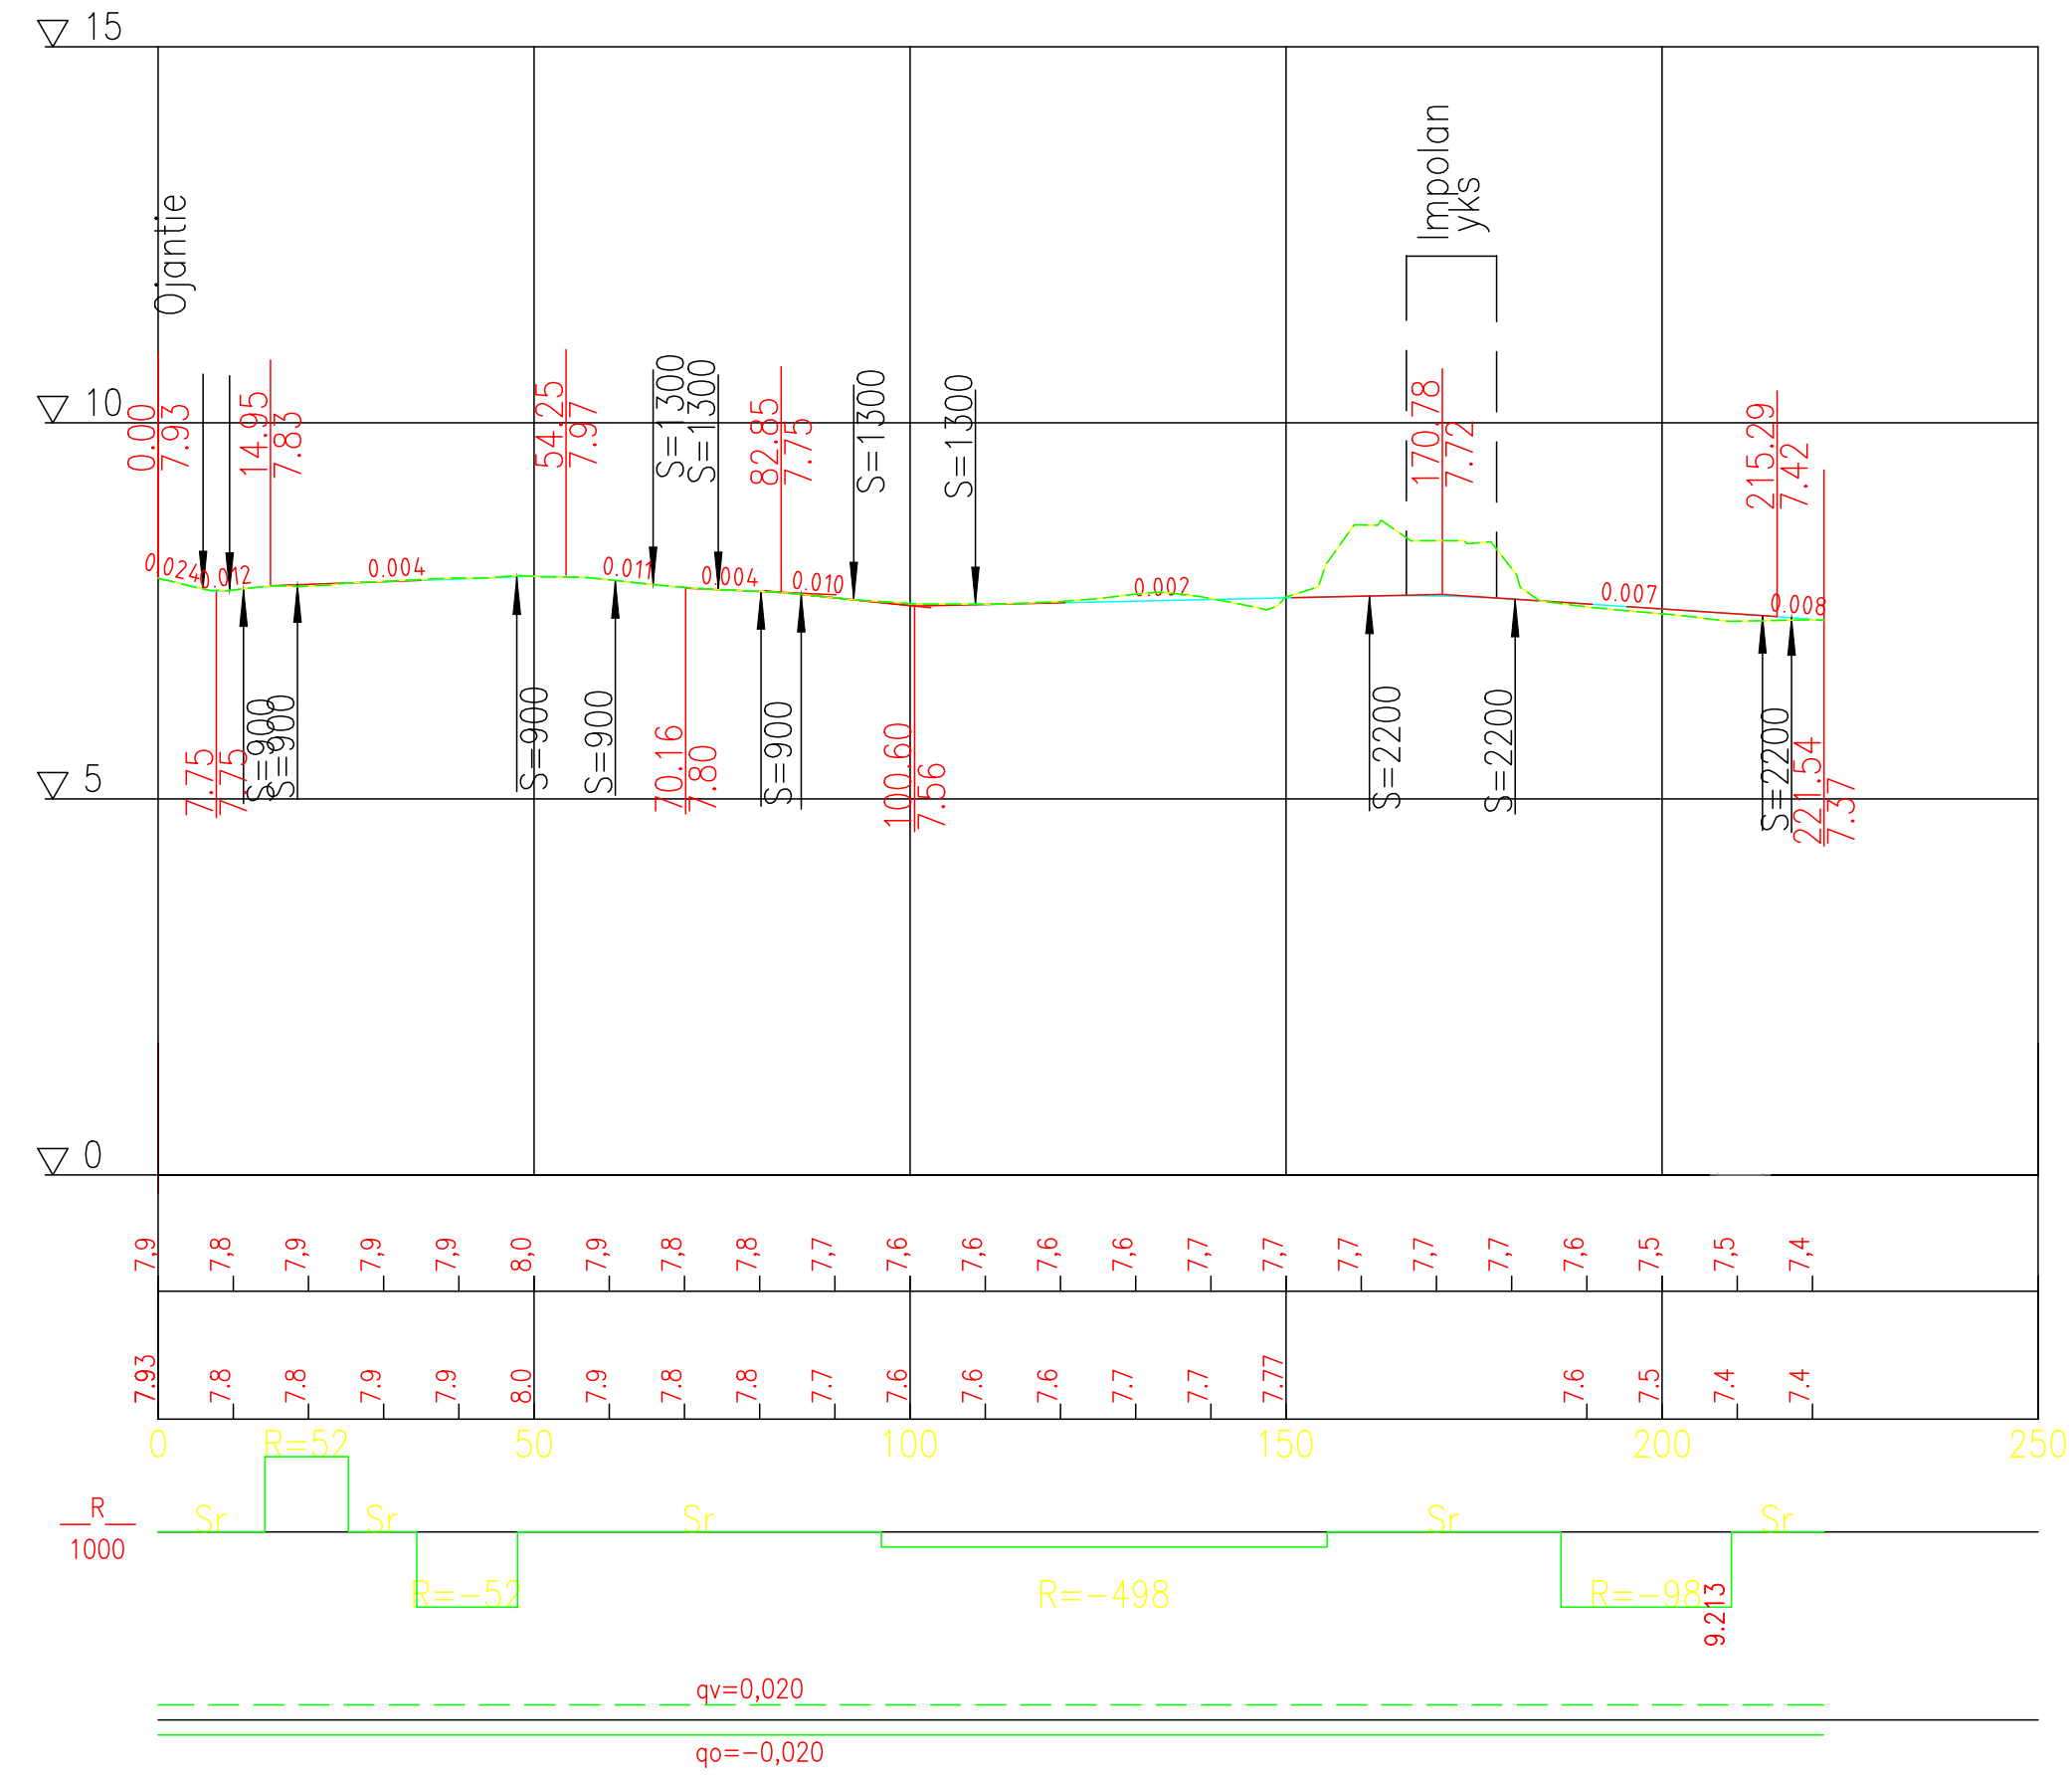 15
Impolan
yks
Ojantie
10
0.00
7.93
14.95
7.83
54.25
7.97
S=1300
S=1300
82.85
7.75
S=1300
S=1300
170.78
7.72
215.29
7.42
0.024
0.012
0.004
0.011
0.004
0.010
0.002
0.007
0.008
7.75
7.75
S=900
S=900
S=900
S=900
70.16
7.80
S=900
100.60
7.56
S=2200
S=2200
S=2200
221.54
7.37
5
0
7,9 7,8 7,9 7,9 7,9 8,0 7,9 7,8 7,8 7,7 7,6 7,6 7,6 7,6 7,7 7,7 7,7 7,7 7,7 7,6 7,5 7,5 7,4
7.93 7.8 7.8 7.9 7.9 8.0 7.9 7.8 7.8 7.7 7.6 7.6 7.6 7.7 7.7 7.77 7.6 7.5 7.4 7.4
0 50 100 150 200 250
R=52
R
1000
Sr Sr Sr Sr Sr
R=-52 R=-498 R=-98
9.213
qv=0,020
qo=-0,020